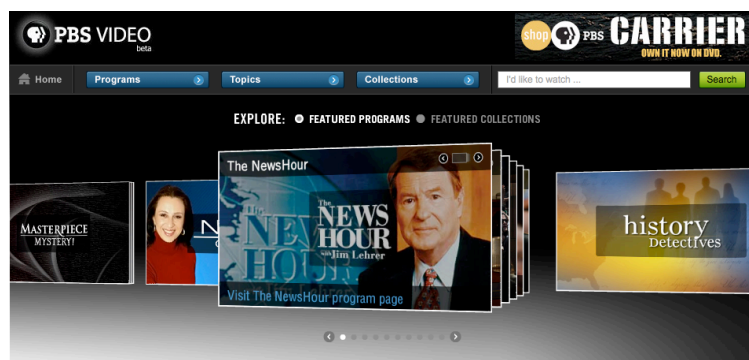 PBS VIDEO
beta
shop PBS CARRIER
OWN IT NOW ON DVD.
Home Programs Topics Collections I'd like to watch ... Search
EXPLORE: FEATURED PROGRAMS FEATURED COLLECTIONS
The NewsHour
MASTERPIECE
MYSTERY!
The
NEWS
HOUR
with Jim Lehrer
Visit The NewsHour program page
history
Detectives